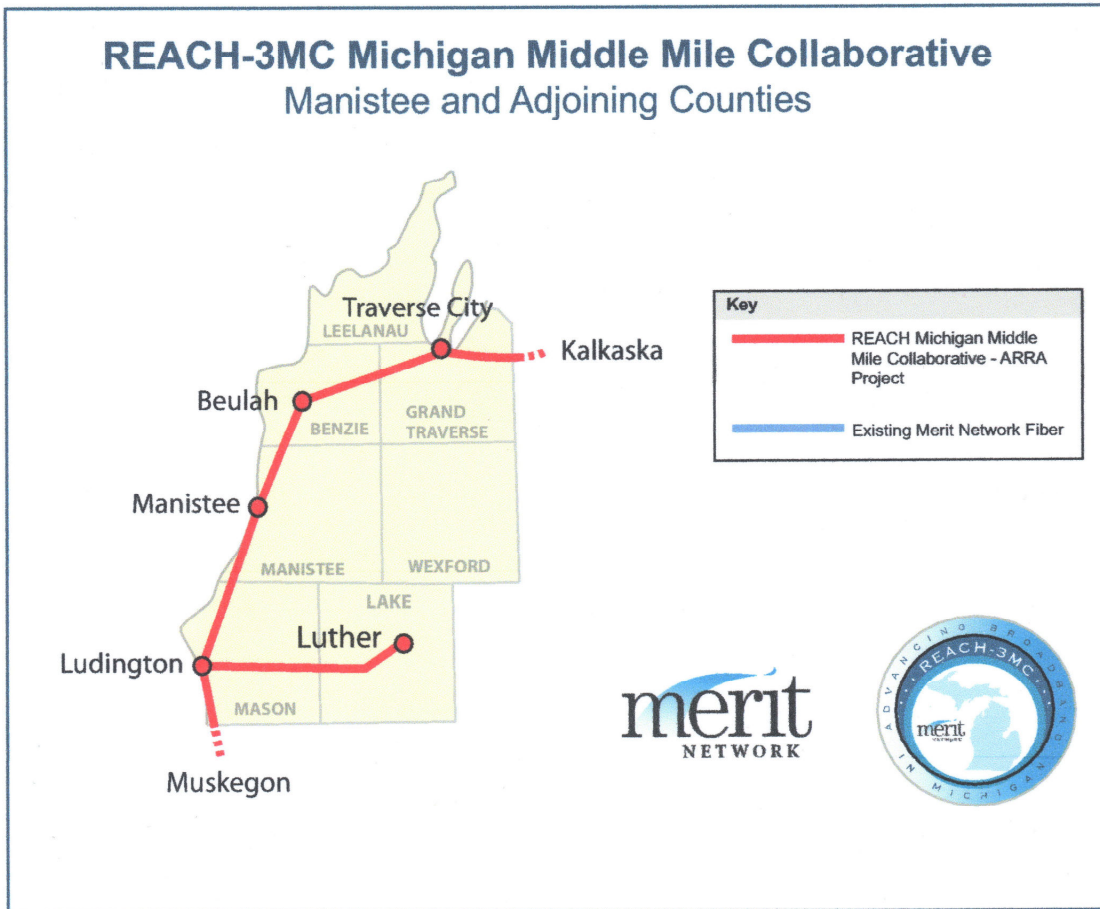 REACH-3MC Michigan Middle Mile Collaborative
Manistee and Adjoining Counties
Traverse City
LEELANAU
Kalkaska
Beulah
BENZIE
GRAND
TRAVERSE
Manistee
MANISTEE
WEXFORD
LAKE
Luther
Ludington
MASON
Muskegon
Key
REACH Michigan Middle
Mile Collaborative - ARRA
Project
Existing Merit Network Fiber
merit
NETWORK
ADVANCING BROADBAND IN MICHIGAN
REACH-3MC
merit
NETWORK